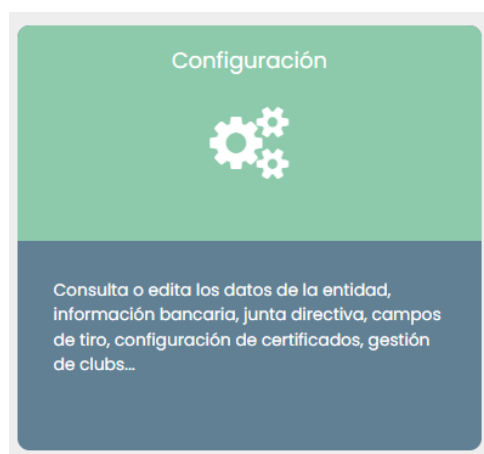 Configuración
Consulta o edita los datos de la entidad,
información bancaria, junta directiva, campos
de tiro, configuración de certificados, gestión
de clubs...